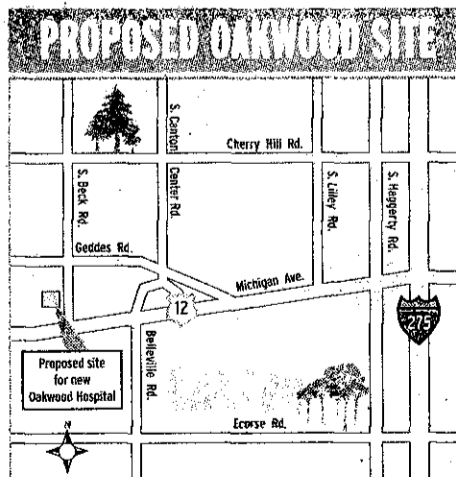 PROPOSED OAKWOOD SITE
S. Canton
Center Rd.
Cherry Hill Rd.
S. Beck Rd.
S. Lilley Rd.
S. Haggerty Rd.
Geddes Rd.
Michigan Ave.
12
275
Belleville Rd.
Proposed site
for new
Oakwood Hospital
Ecorse Rd.
N